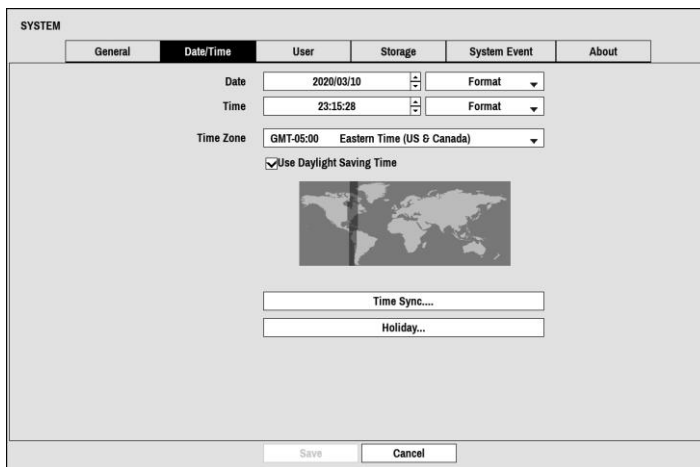 SYSTEM
General Date/Time User Storage System Event About
Date 2020/03/10 Format
Time 23:15:28 Format
Time Zone GMT-05:00 Eastern Time (US & Canada)
Use Daylight Saving Time
Time Sync....
Holiday...
Save Cancel